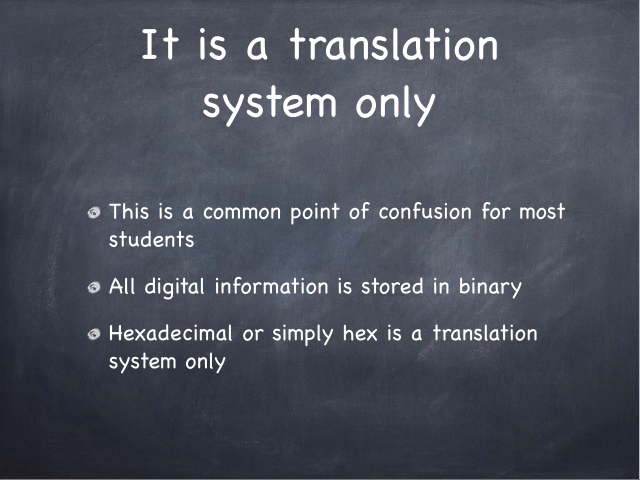 It is a translation
system only
This is a common point of confusion for most
students
All digital information is stored in binary
Hexadecimal or simply hex is a translation
system only